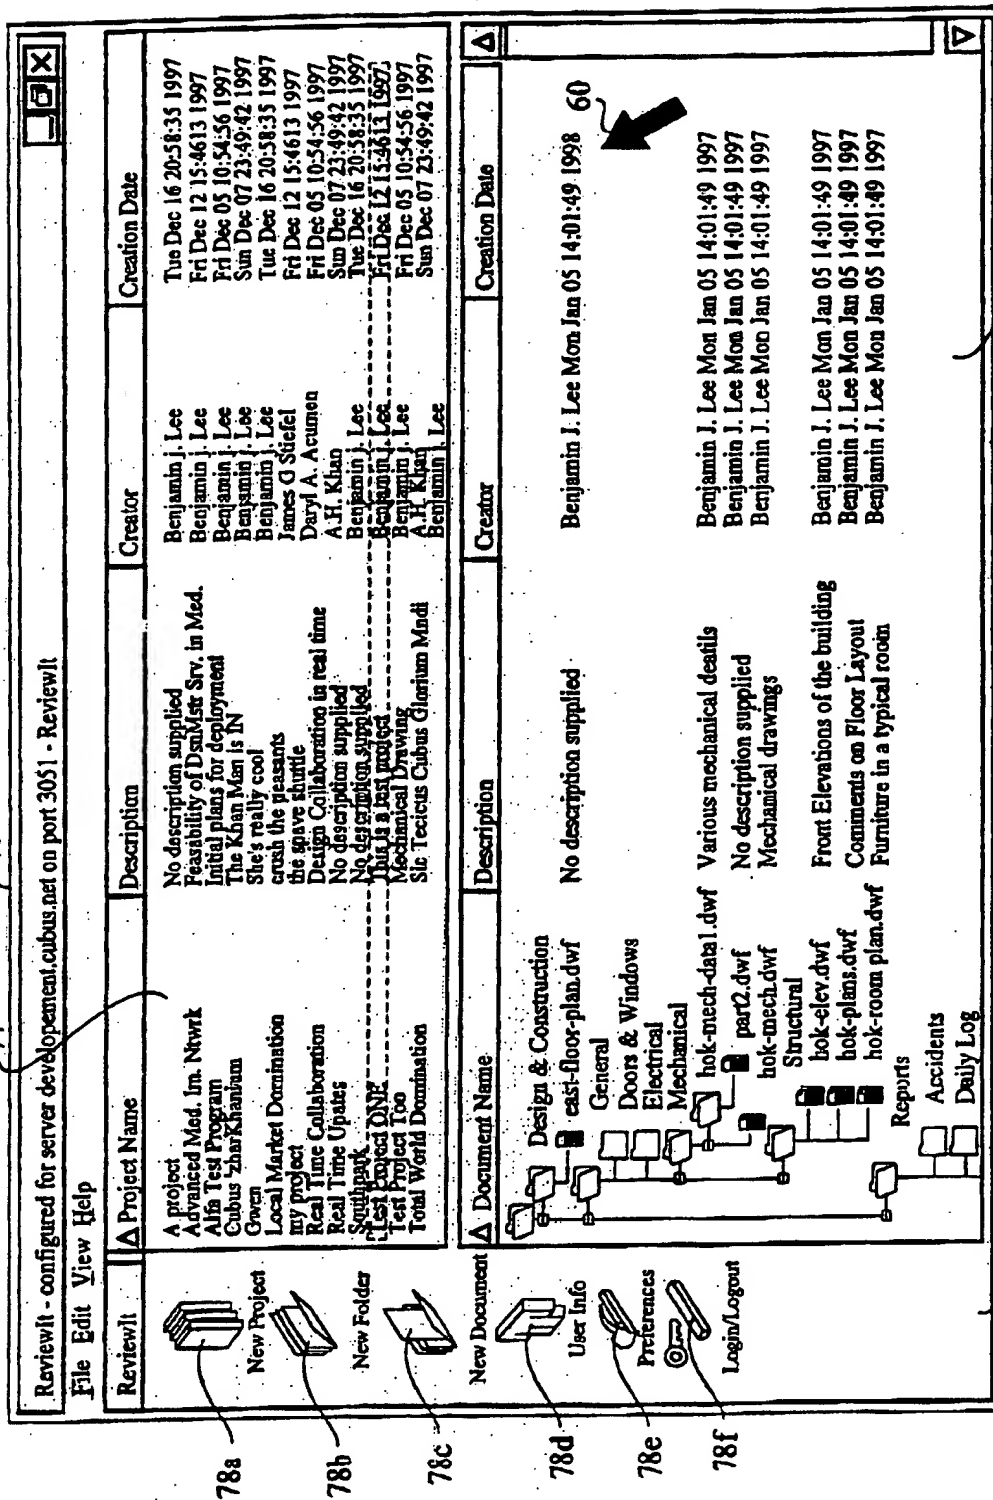 ReviewIt - configured for server developement.cubus.net on port 3051 - ReviewIt
File Edit View Help
ReviewIt
Project Name
Description
Creator
Creation Date
A project
Advanced Med. Im. Ntwrk
Alfa Test Program
Cubus ZharKhanium
Gwen
Local Market Domination
my project
Real Time Collaboration
Real Time Upates
Southpark
Test Project ONE
Test Project Too
Total World Domination
No description supplied
Feasability of DsnMstr Srv. in Med.
Initial plans for deployment
The Khan Man is IN
She's really cool
crush the peasants
the spave shuttle
Design Collaboration in real time
No description supplied
No description supplied
This is a test project
Mechanical Drawing
Sic Tecicus Cubus Glorium Mndi
Benjamin J. Lee
Benjamin J. Lee
Benjamin J. Lee
Benjamin J. Lee
Benjamin J. Lee
James G Stiefel
Daryl A. Acumen
A.H. Khan
Benjamin J. Lee
Benjamin J. Lee
Benjamin J. Lee
A.H. Khan
Benjamin J. Lee
Tue Dec 16 20:58:35 1997
Fri Dec 12 15:4613 1997
Fri Dec 05 10:54:56 1997
Sun Dec 07 23:49:42 1997
Tue Dec 16 20:58:35 1997
Fri Dec 12 15:4613 1997
Fri Dec 05 10:54:56 1997
Sun Dec 07 23:49:42 1997
Tue Dec 16 20:58:35 1997
Fri Dec 12 15:4613 1997
Fri Dec 05 10:54:56 1997
Sun Dec 07 23:49:42 1997
78a
New Project
78b
New Folder
78c
New Document
78d
User Info
78e
Preferences
78f
Login/Logout
Document Name
Description
Creator
Creation Date
Design & Construction
east-floor-plan.dwf No description supplied Benjamin J. Lee Mon Jan 05 14:01:49 1998
60
General
Doors & Windows
Electrical
Mechanical
hok-mech-data1.dwf Various mechanical deatils Benjamin J. Lee Mon Jan 05 14:01:49 1997
part2.dwf No description supplied Benjamin J. Lee Mon Jan 05 14:01:49 1997
hok-mech.dwf Mechanical drawings Benjamin J. Lee Mon Jan 05 14:01:49 1997
Structural
hok-elev.dwf Front Elevations of the building Benjamin J. Lee Mon Jan 05 14:01:49 1997
hok-plans.dwf Comments on Floor Layout Benjamin J. Lee Mon Jan 05 14:01:49 1997
hok-room plan.dwf Furniture in a typical room Benjamin J. Lee Mon Jan 05 14:01:49 1997
Reports
Accidents
Daily Log